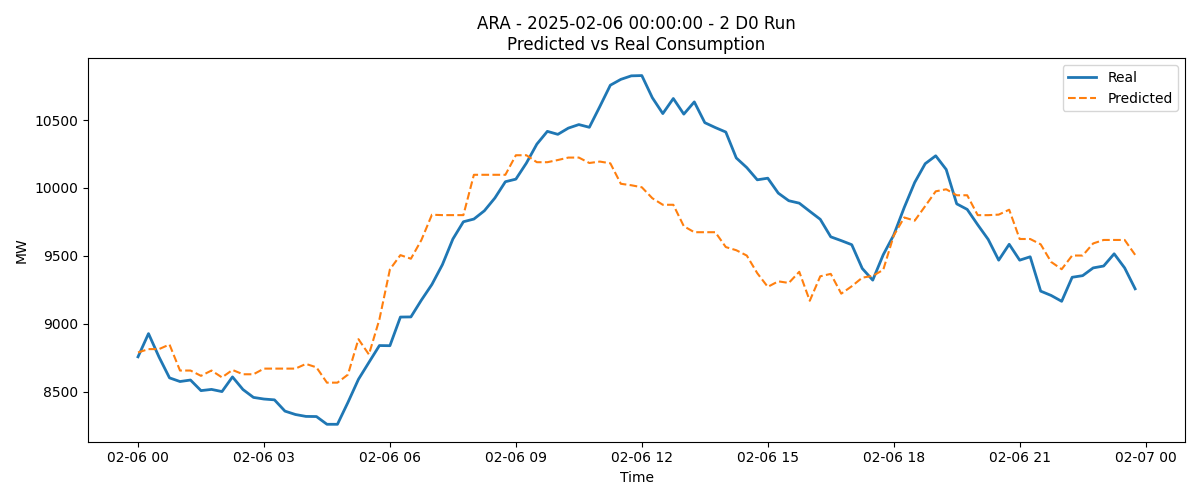 ARA - 2025-02-06 00:00:00 - 2 D0 Run
Predicted vs Real Consumption
Real
Predicted
MW
10500
10000
9500
9000
8500
02-06 00
02-06 03
02-06 06
02-06 09
02-06 12
02-06 15
02-06 18
02-06 21
02-07 00
Time